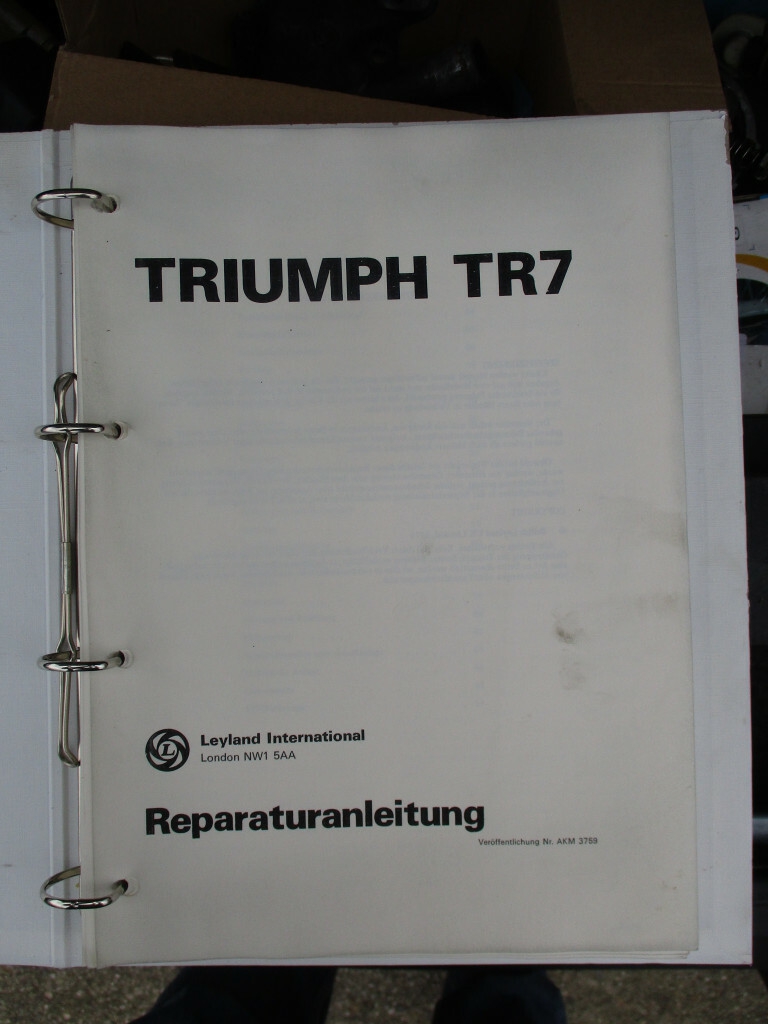 TRIUMPH TR7
L
Leyland International
London NW1 5AA
Reparaturanleitung
Veröffentlichung Nr. AKM 3759